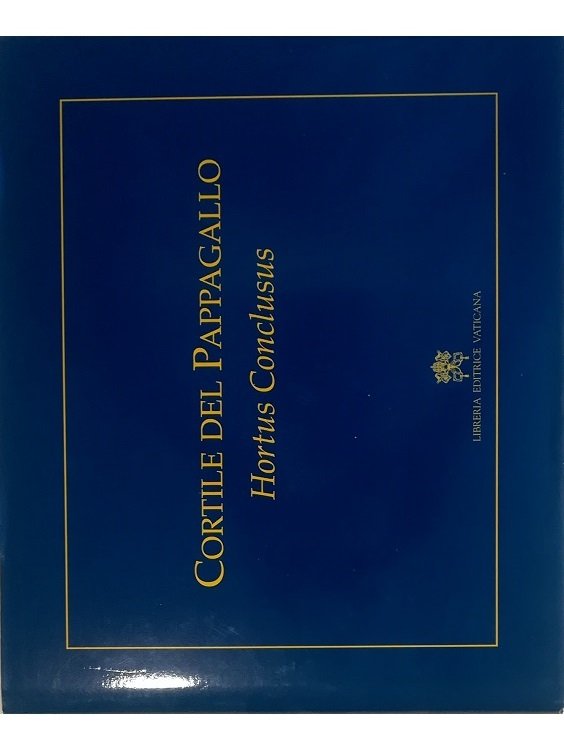 CORTILE DEL PAPPAGALLO
Hortus Conclusus
LIBRERIA EDITRICE VATICANA